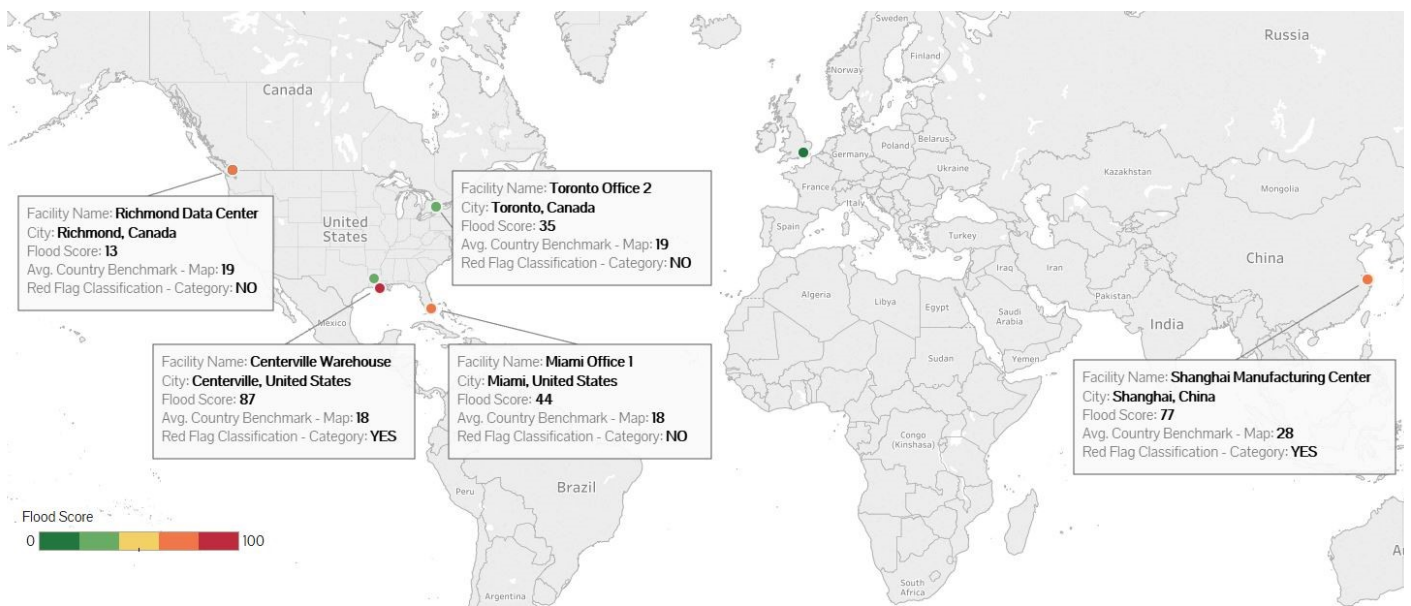 Sweden
Russia
Finland
Norway
Canada
Belarus
Poland
Germany
Ukraine
Kazakhstan
France
Mongolia
Italy
Spain
Turkey
United
States
China
Iraq
Iran
Algeria
Libya
Egypt
Pakistan
Saudi
Arabia
India
Mexico
Sudan
Yemen
Congo
(Kinshasa)
Peru
Brazil
South
Africa
Argentina
Au
Facility Name: Richmond Data Center
City: Richmond, Canada
Flood Score: 13
Avg. Country Benchmark - Map: 19
Red Flag Classification - Category: NO
Facility Name: Toronto Office 2
City: Toronto, Canada
Flood Score: 35
Avg. Country Benchmark - Map: 19
Red Flag Classification - Category: NO
Facility Name: Centerville Warehouse
City: Centerville, United States
Flood Score: 87
Avg. Country Benchmark - Map: 18
Red Flag Classification - Category: YES
Facility Name: Miami Office 1
City: Miami, United States
Flood Score: 44
Avg. Country Benchmark - Map: 18
Red Flag Classification - Category: NO
Facility Name: Shanghai Manufacturing Center
City: Shanghai, China
Flood Score: 77
Avg. Country Benchmark - Map: 28
Red Flag Classification - Category: YES
Flood Score
0 100